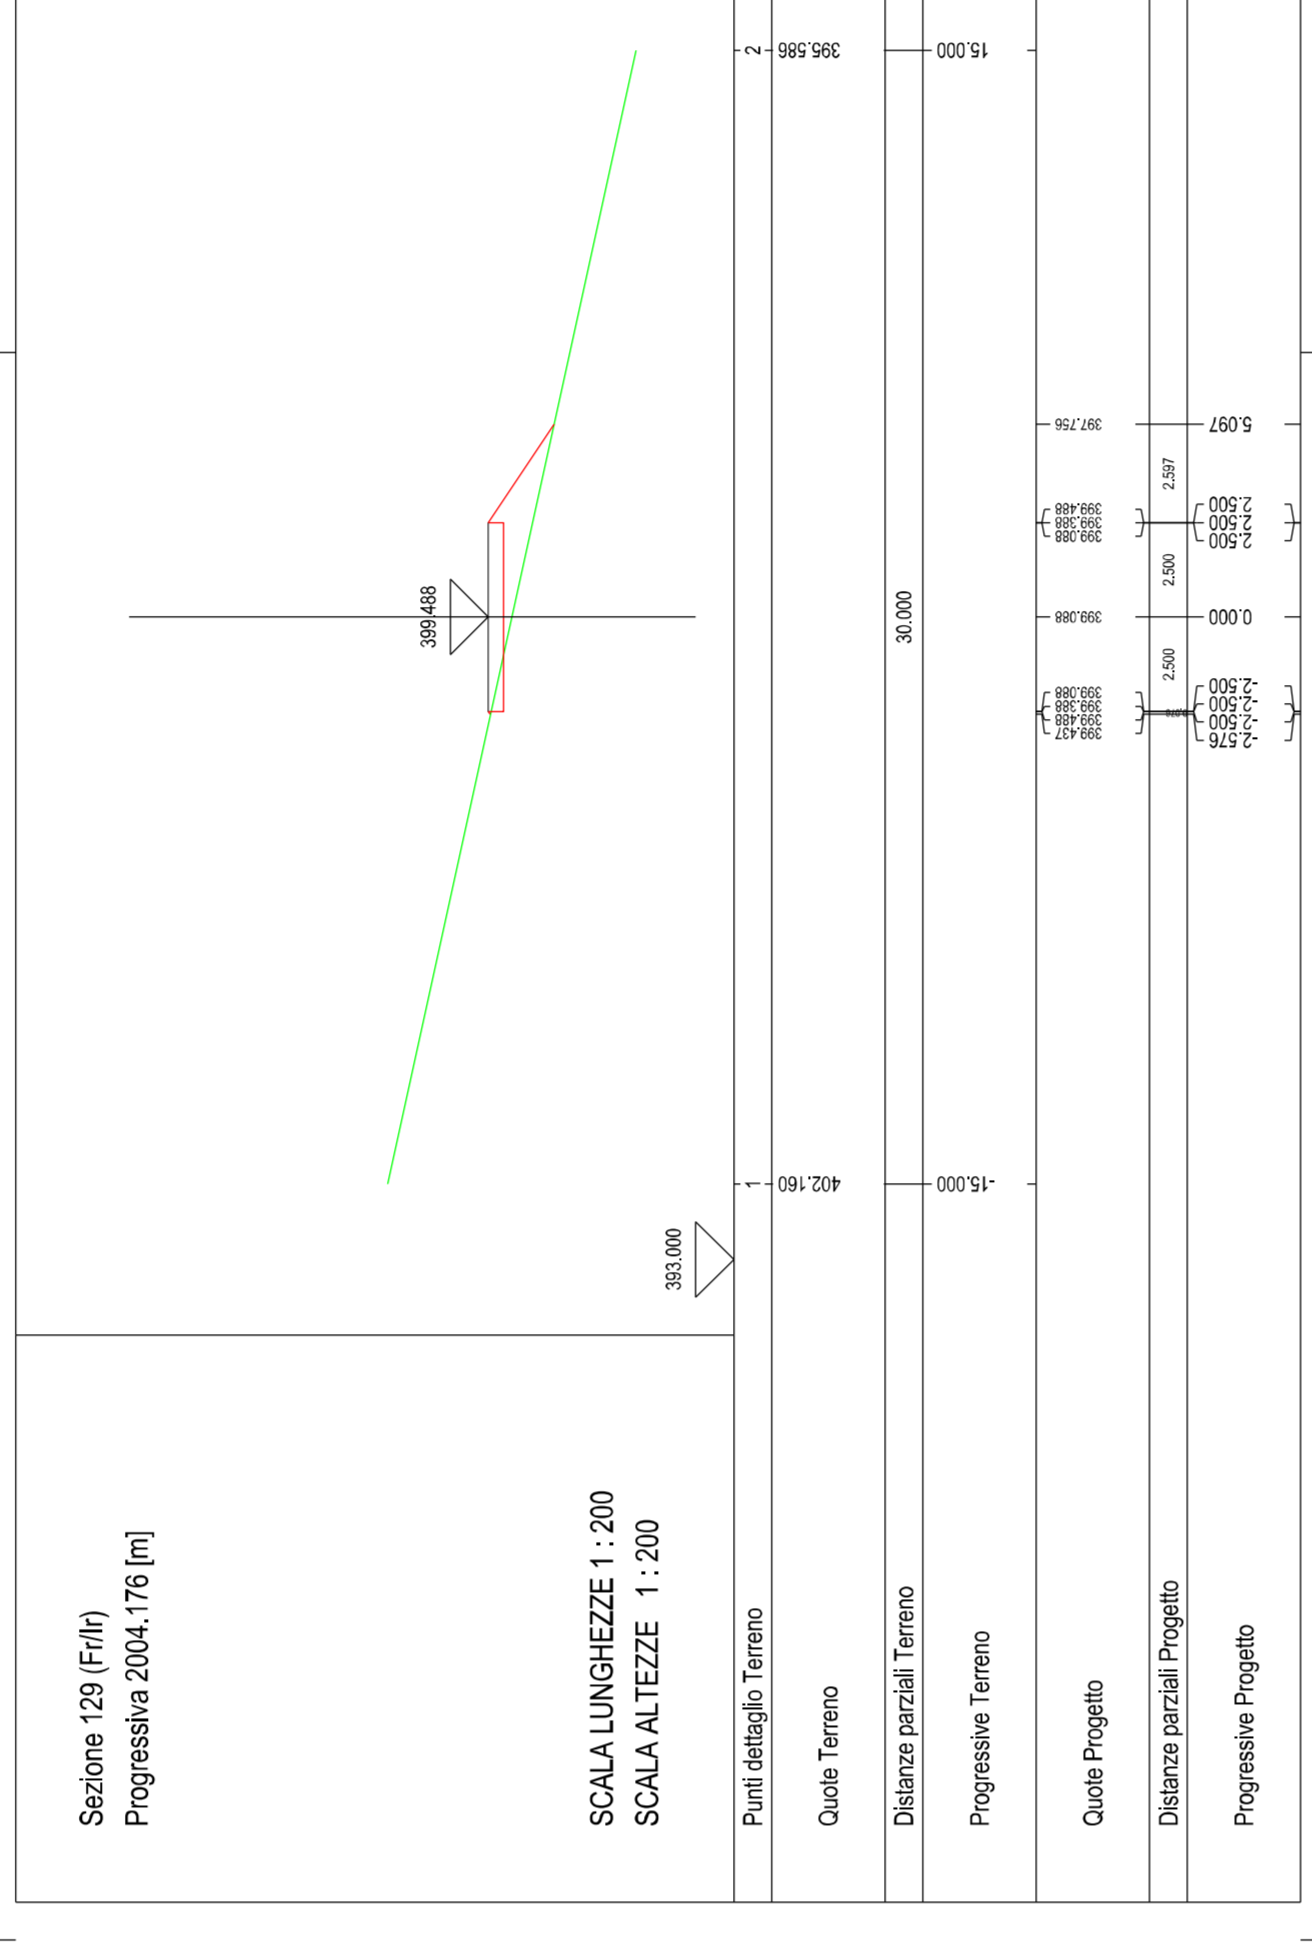 Sezione 129 (Fr/Ir)
Progressiva 2004.176 [m]
SCALA LUNGHEZZE 1 : 200
SCALA ALTEZZE 1 : 200
399.488
393.000
Punti dettaglio Terreno
1
2
Quote Terreno
402.160
395.586
Distanze parziali Terreno
30.000
Progressive Terreno
-15.000
15.000
Quote Progetto
399.437
399.488
399.388
399.088
399.088
399.088
399.388
399.488
397.756
Distanze parziali Progetto
2.500
2.500
2.597
Progressive Progetto
-2.576
-2.500
-2.500
-2.500
0.000
2.500
2.500
2.500
5.097